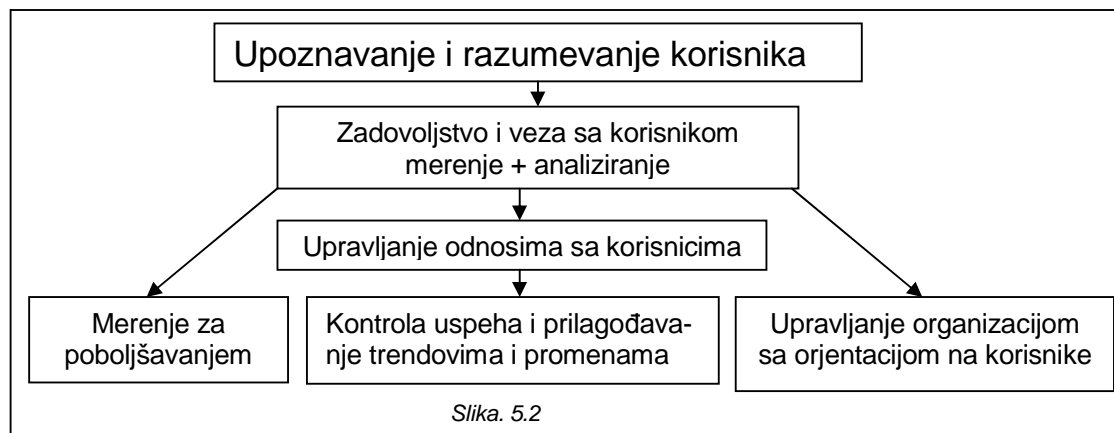 Upoznavanje i razumevanje korisnika
Zadovoljstvo i veza sa korisnikom
merenje + analiziranje
Upravljanje odnosima sa korisnicima
Merenje za
poboljšavanjem
Kontrola uspeha i prilagođava-
nje trendovima i promenama
Upravljanje organizacijom
sa orjentacijom na korisnike
Slika. 5.2